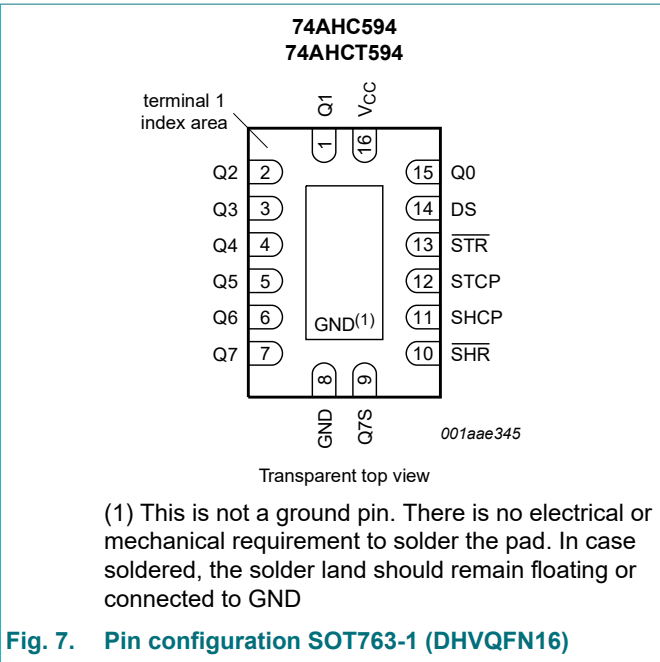 74AHC594
74AHCT594
terminal 1
index area
Q1
VCC
1
16
Q2 2
15 Q0
Q3 3
14 DS
Q4 4
13 S̅T̅R̅
Q5 5
12 STCP
Q6 6
11 SHCP
Q7 7
10 S̅H̅R̅
GND(1)
8
9
GND
Q7S
001aae345
Transparent top view
(1) This is not a ground pin. There is no electrical or
mechanical requirement to solder the pad. In case
soldered, the solder land should remain floating or
connected to GND
Fig. 7. Pin configuration SOT763-1 (DHVQFN16)